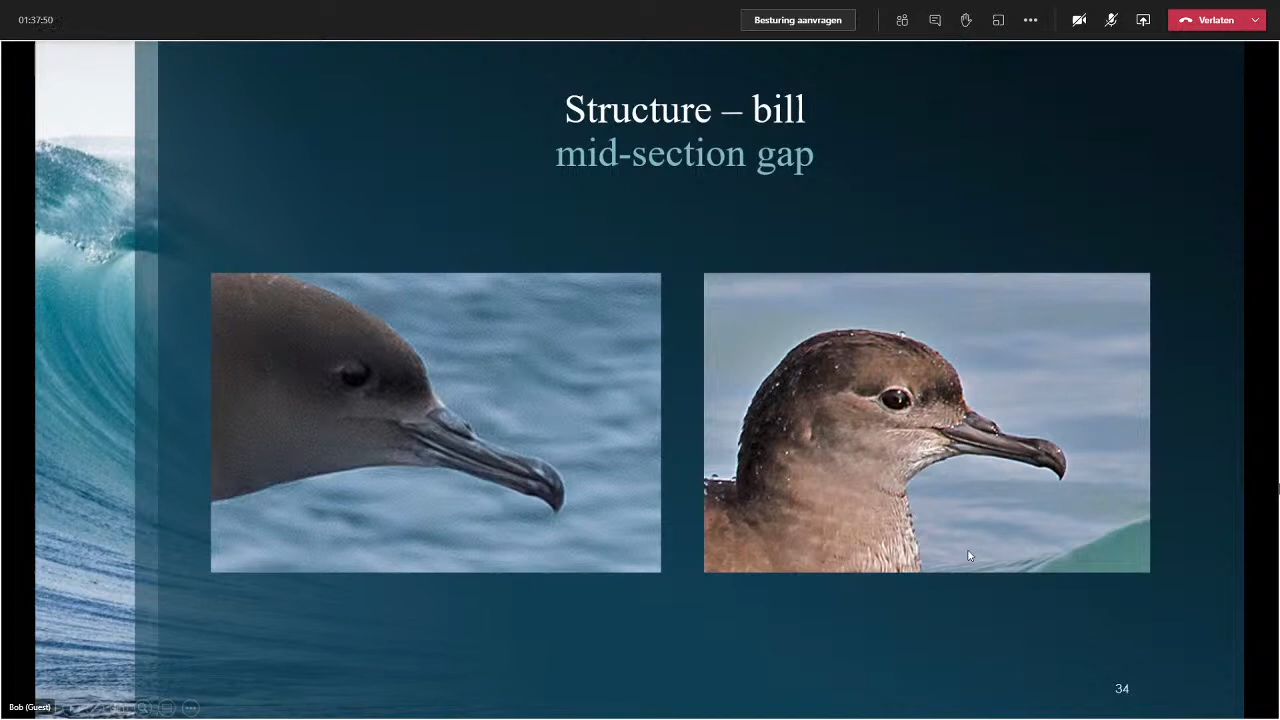 01:37:50
Besturing aanvragen
Verlaten
Structure – bill
mid-section gap
34
Bob (Guest)